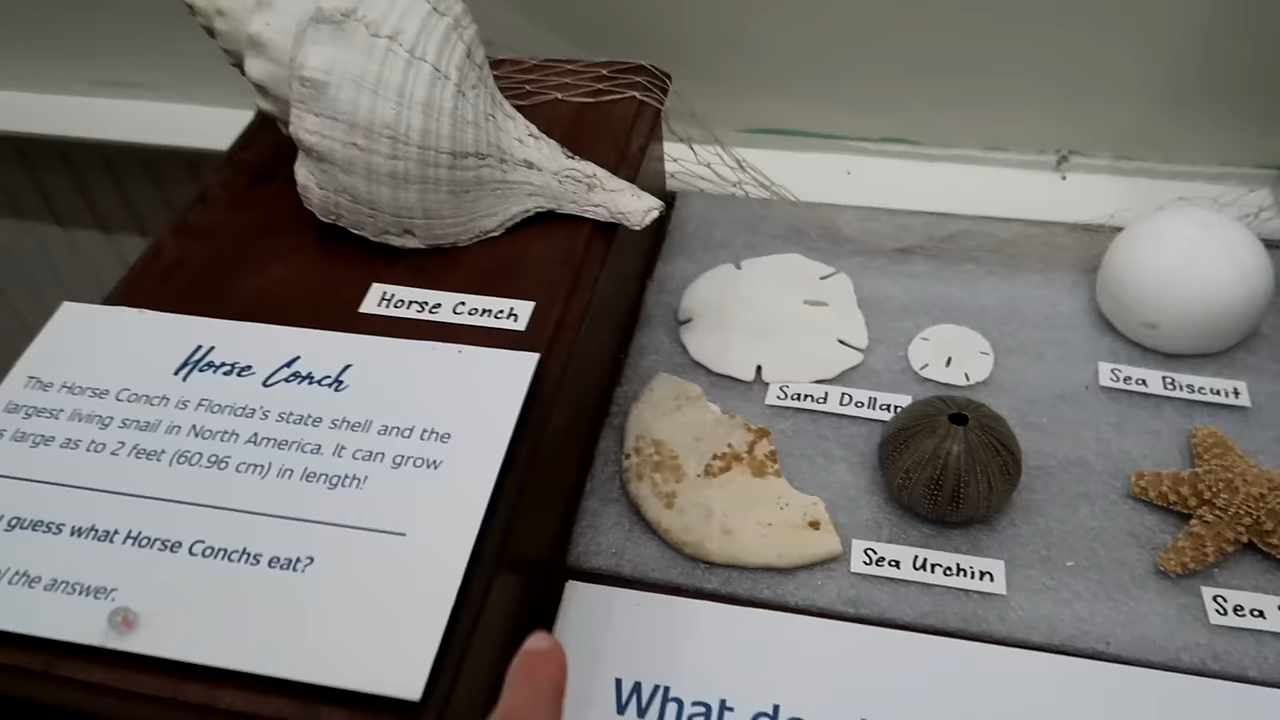 Horse Conch
Horse Conch
The Horse Conch is Florida's state shell and the
largest living snail in North America. It can grow
as large as to 2 feet (60.96 cm) in length!
guess what Horse Conchs eat?
the answer.
Sand Dollar
Sea Biscuit
Sea Urchin
Sea
What do